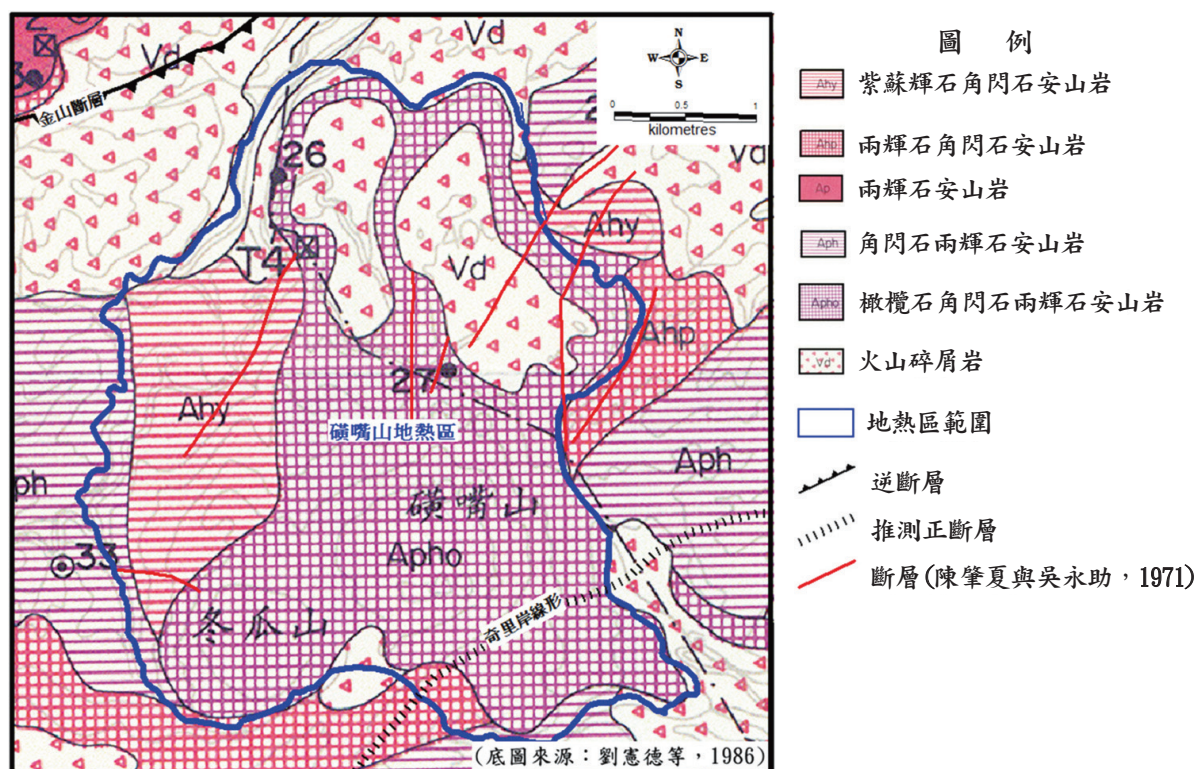 2
Vd
Vd
N
W E
S
0 0.5 1
kilometres
金山斷層
26
Vd
T4
Vd
Ahy
Ahp
27
Ahy
磺嘴山地熱區
Aph
ph
磺嘴山
Apho
33
冬瓜山
奇里岸線形
(底圖來源：劉憲德等，1986)
圖 例
Ahy 紫蘇輝石角閃石安山岩
Ahp 兩輝石角閃石安山岩
Ap 兩輝石安山岩
Aph 角閃石兩輝石安山岩
Apho 橄欖石角閃石兩輝石安山岩
Vd 火山碎屑岩
地熱區範圍
逆斷層
推測正斷層
斷層(陳肇夏與吳永助，1971)